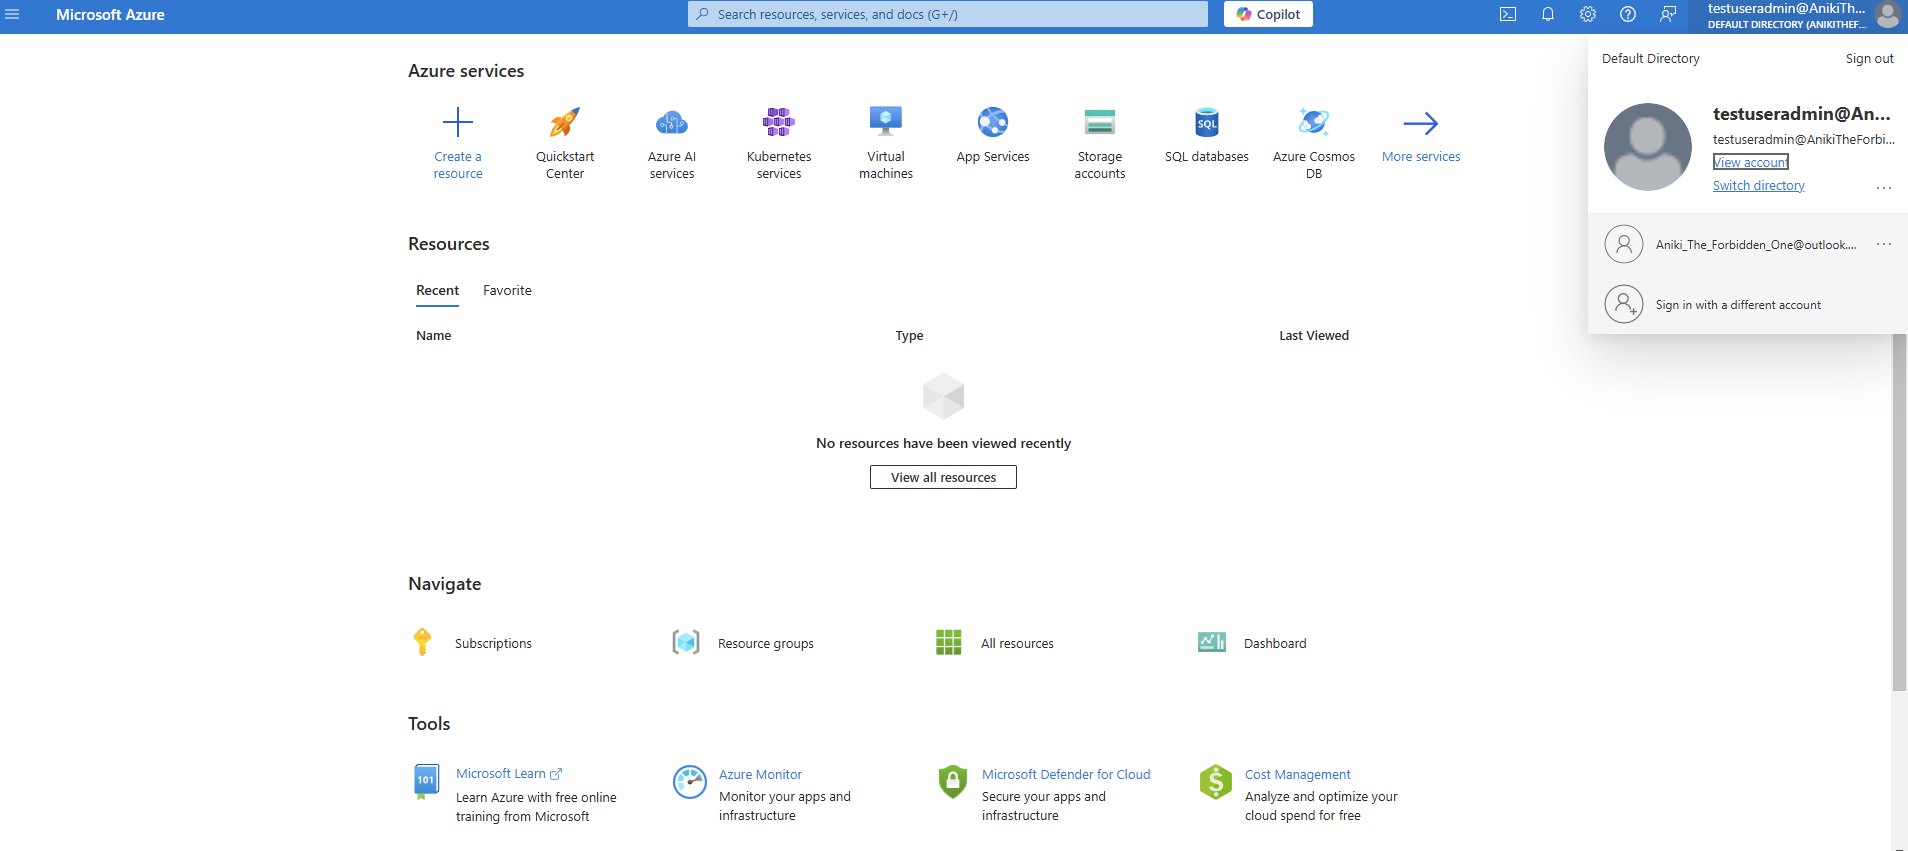 Microsoft Azure
Search resources, services, and docs (G+/)
Copilot
testuseradmin@AnikiTh...
DEFAULT DIRECTORY (ANIKITHEF...
Default Directory
Sign out
testuseradmin@An...
testuseradmin@AnikiTheForbi...
View account
Switch directory
...
Aniki_The_Forbidden_One@outlook....
...
Sign in with a different account
Azure services
Create a
resource
Quickstart
Center
Azure AI
services
Kubernetes
services
Virtual
machines
App Services
Storage
accounts
SQL
SQL databases
Azure Cosmos
DB
More services
Resources
Recent
Favorite
Name
Type
Last Viewed
No resources have been viewed recently
View all resources
Navigate
Subscriptions
Resource groups
All resources
Dashboard
Tools
101
Microsoft Learn
Learn Azure with free online
training from Microsoft
Azure Monitor
Monitor your apps and
infrastructure
Microsoft Defender for Cloud
Secure your apps and
infrastructure
$
Cost Management
Analyze and optimize your
cloud spend for free